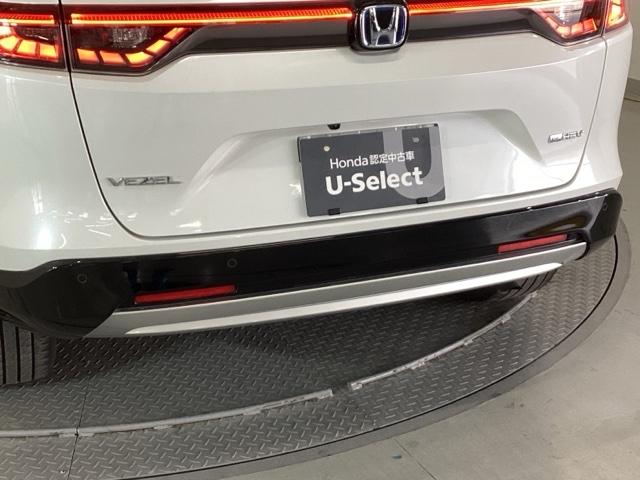 Honda認定中古車
U-Select
VEZEL
e:HEV